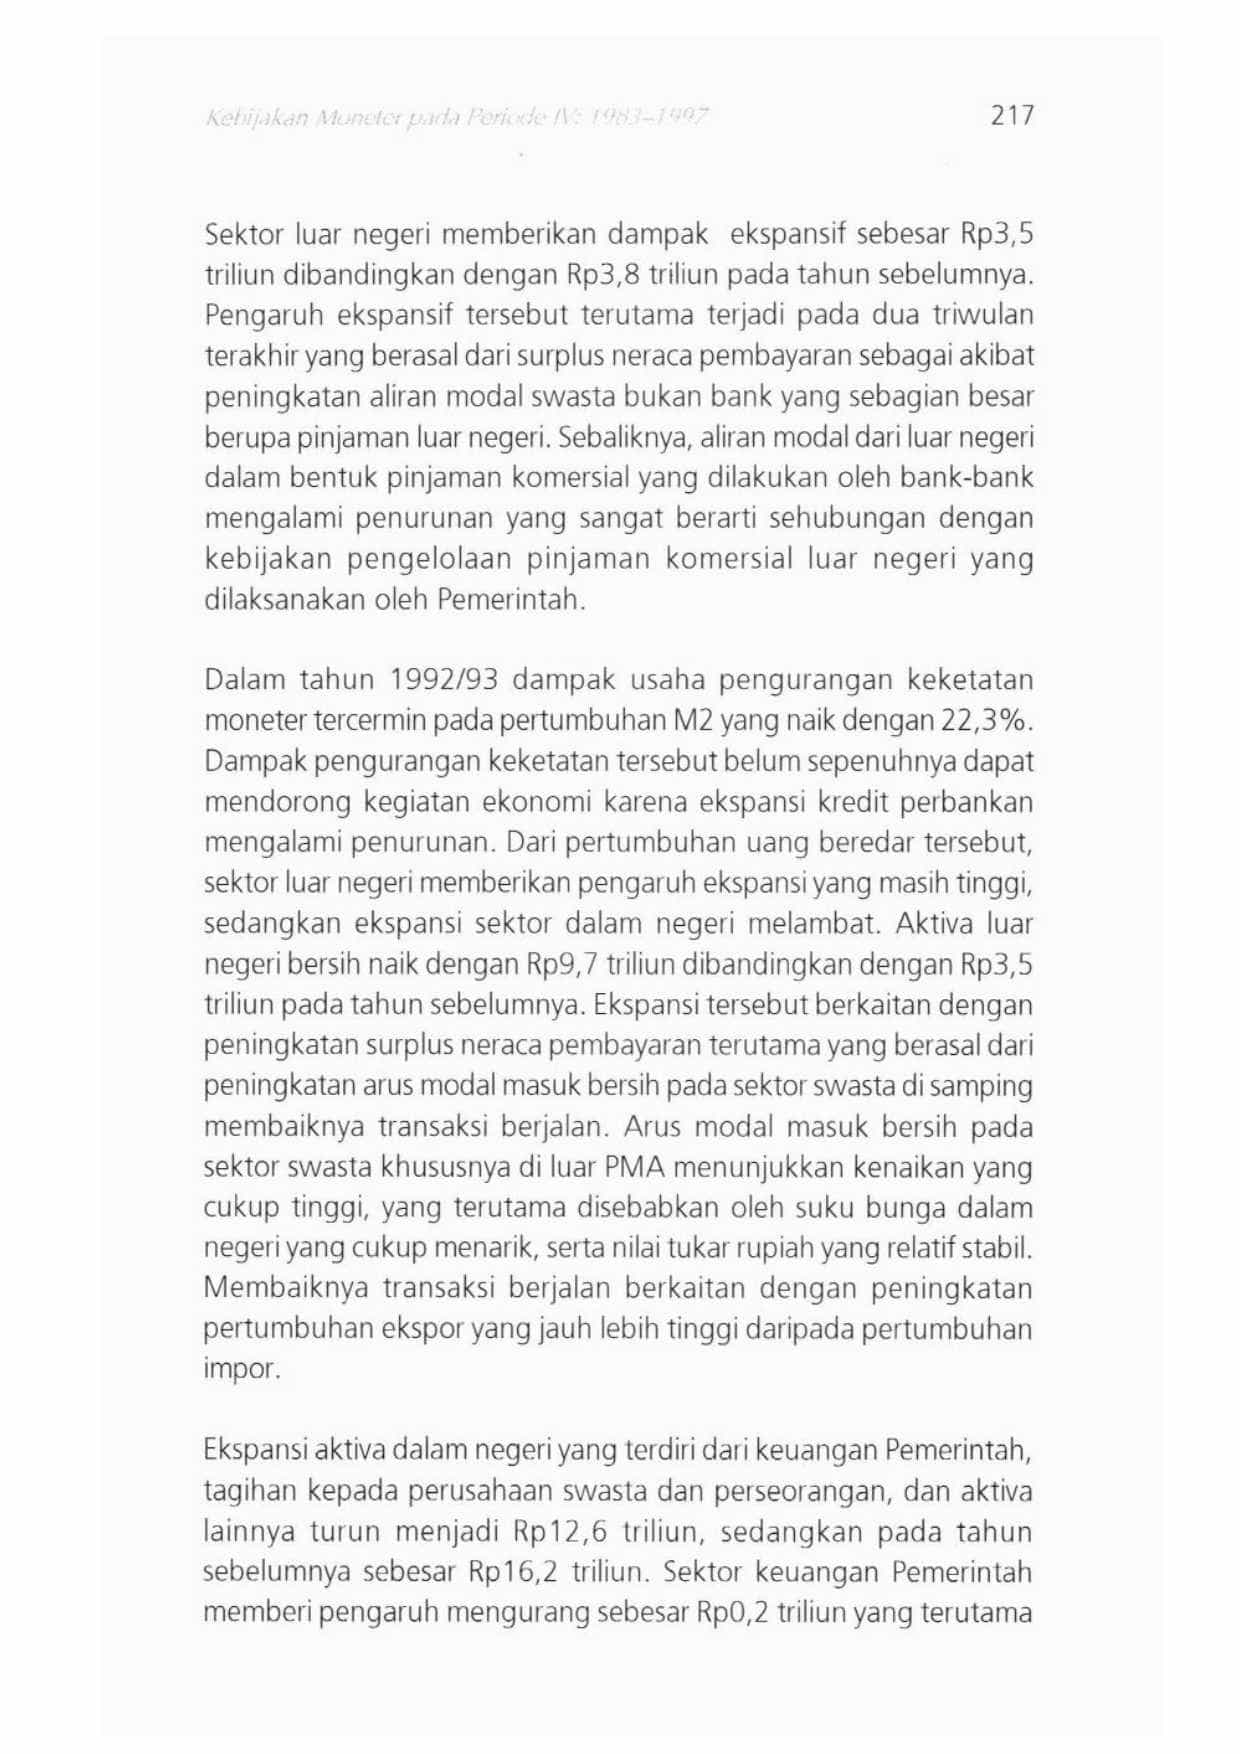 Kebijakan Moneter pada Periode IV: 1983–1997 217
Sektor luar negeri memberikan dampak ekspansif sebesar Rp3,5
triliun dibandingkan dengan Rp3,8 triliun pada tahun sebelumnya.
Pengaruh ekspansif tersebut terutama terjadi pada dua triwulan
terakhir yang berasal dari surplus neraca pembayaran sebagai akibat
peningkatan aliran modal swasta bukan bank yang sebagian besar
berupa pinjaman luar negeri. Sebaliknya, aliran modal dari luar negeri
dalam bentuk pinjaman komersial yang dilakukan oleh bank-bank
mengalami penurunan yang sangat berarti sehubungan dengan
kebijakan pengelolaan pinjaman komersial luar negeri yang
dilaksanakan oleh Pemerintah.
Dalam tahun 1992/93 dampak usaha pengurangan keketatan
moneter tercermin pada pertumbuhan M2 yang naik dengan 22,3%.
Dampak pengurangan keketatan tersebut belum sepenuhnya dapat
mendorong kegiatan ekonomi karena ekspansi kredit perbankan
mengalami penurunan. Dari pertumbuhan uang beredar tersebut,
sektor luar negeri memberikan pengaruh ekspansi yang masih tinggi,
sedangkan ekspansi sektor dalam negeri melambat. Aktiva luar
negeri bersih naik dengan Rp9,7 triliun dibandingkan dengan Rp3,5
triliun pada tahun sebelumnya. Ekspansi tersebut berkaitan dengan
peningkatan surplus neraca pembayaran terutama yang berasal dari
peningkatan arus modal masuk bersih pada sektor swasta di samping
membaiknya transaksi berjalan. Arus modal masuk bersih pada
sektor swasta khususnya di luar PMA menunjukkan kenaikan yang
cukup tinggi, yang terutama disebabkan oleh suku bunga dalam
negeri yang cukup menarik, serta nilai tukar rupiah yang relatif stabil.
Membaiknya transaksi berjalan berkaitan dengan peningkatan
pertumbuhan ekspor yang jauh lebih tinggi daripada pertumbuhan
impor.
Ekspansi aktiva dalam negeri yang terdiri dari keuangan Pemerintah,
tagihan kepada perusahaan swasta dan perseorangan, dan aktiva
lainnya turun menjadi Rp12,6 triliun, sedangkan pada tahun
sebelumnya sebesar Rp16,2 triliun. Sektor keuangan Pemerintah
memberi pengaruh mengurang sebesar Rp0,2 triliun yang terutama